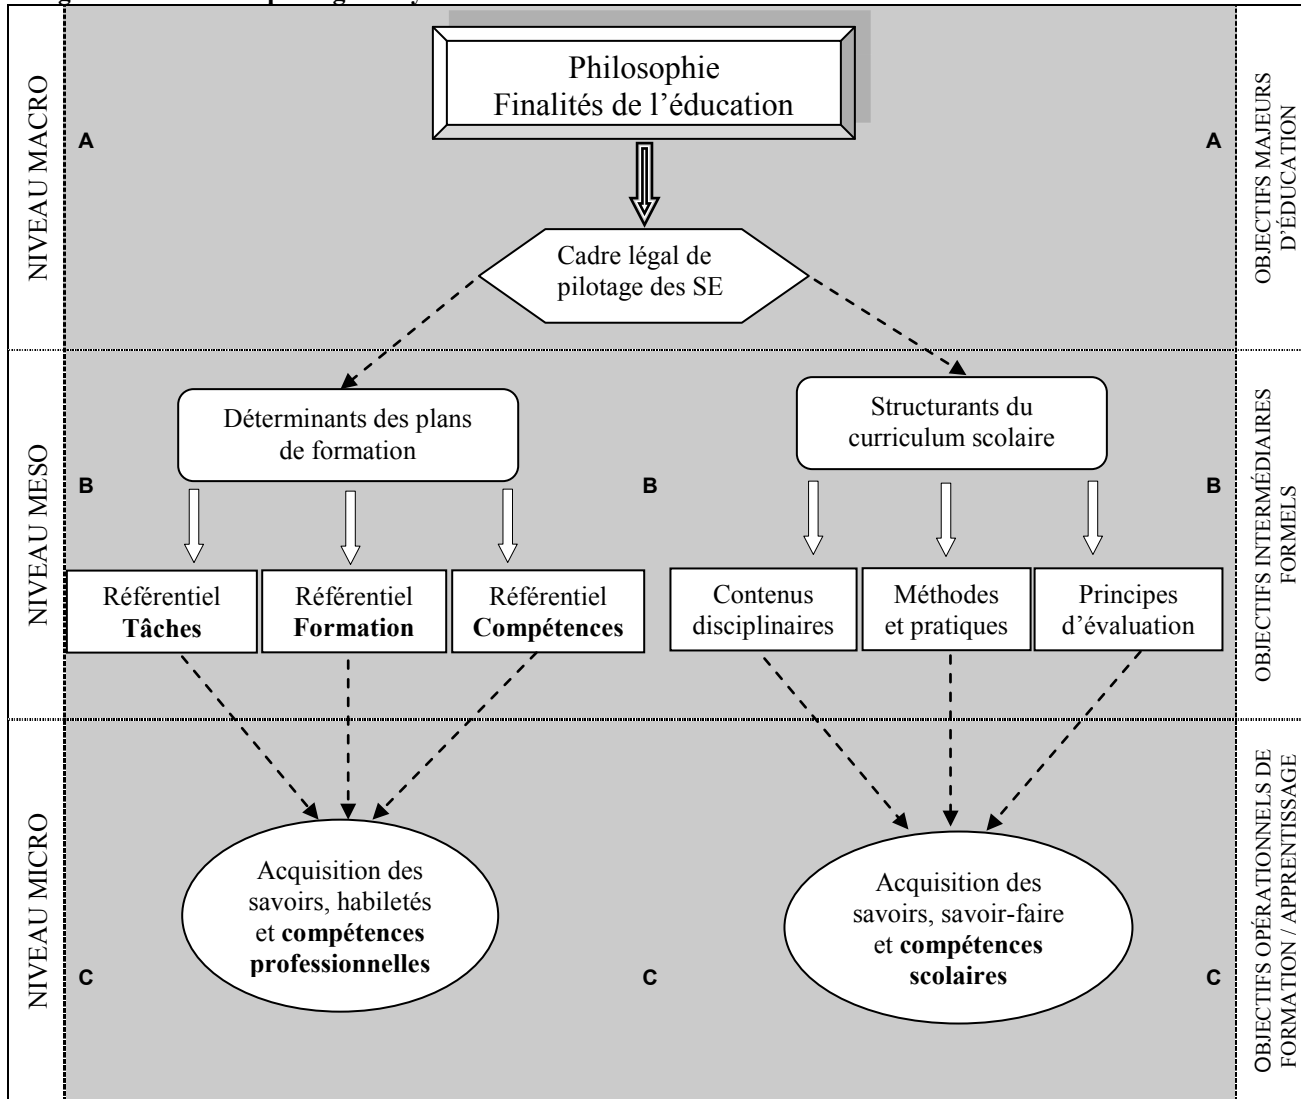 Philosophie
Finalités de l'éducation
NIVEAU MACRO
A
A
OBJECTIFS MAJEURS
D'ÉDUCATION
Cadre légal de
pilotage des SE
Déterminants des plans
de formation
Structurants du
curriculum scolaire
NIVEAU MESO
B
B
B
OBJECTIFS INTERMÉDIAIRES
FORMELS
Référentiel
Tâches
Référentiel
Formation
Référentiel
Compétences
Contenus
disciplinaires
Méthodes
et pratiques
Principes
d'évaluation
NIVEAU MICRO
Acquisition des
savoirs, habiletés
et compétences
professionnelles
Acquisition des
savoirs, savoir-faire
et compétences
scolaires
C
C
C
OBJECTIFS OPÉRATIONNELS DE
FORMATION / APPRENTISSAGE